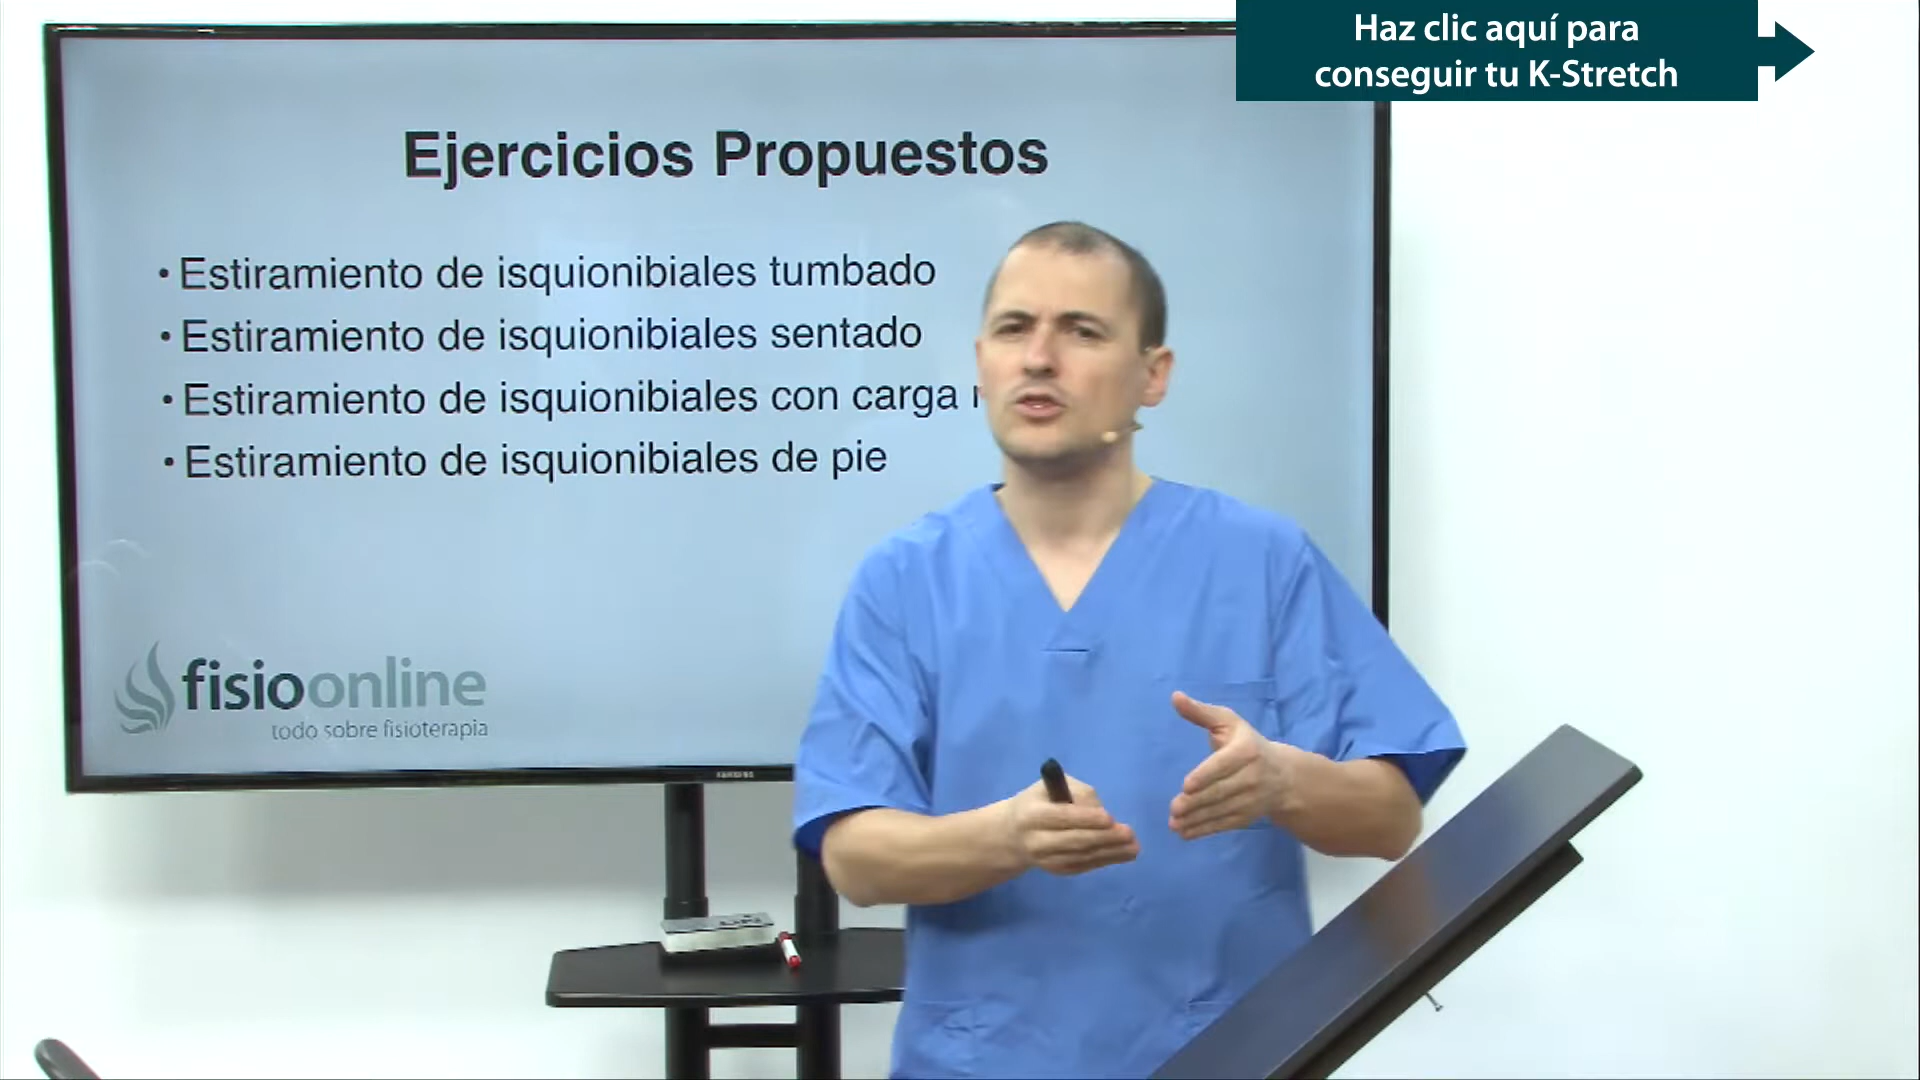 Haz clic aquí para
conseguir tu K-Stretch
Ejercicios Propuestos
• Estiramiento de isquionibiales tumbado
• Estiramiento de isquionibiales sentado
• Estiramiento de isquionibiales con carga
• Estiramiento de isquionibiales de pie
fisioonline
todo sobre fisioterapia
SAMSUNG